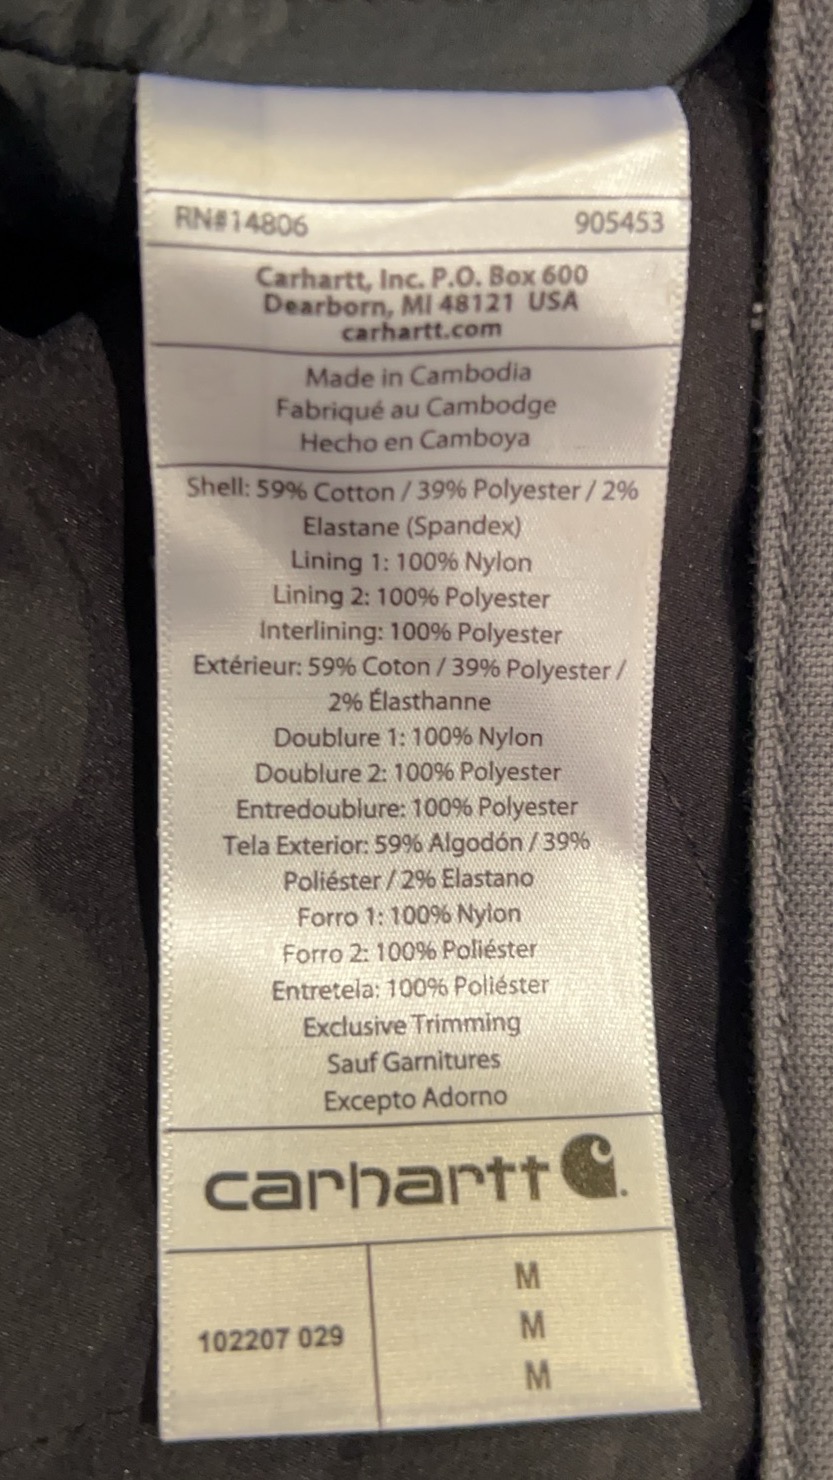 RN#14806 905453
Carhartt, Inc. P.O. Box 600
Dearborn, MI 48121 USA
carhartt.com
Made in Cambodia
Fabriqué au Cambodge
Hecho en Camboya
Shell: 59% Cotton / 39% Polyester / 2%
Elastane (Spandex)
Lining 1: 100% Nylon
Lining 2: 100% Polyester
Interlining: 100% Polyester
Extérieur: 59% Coton / 39% Polyester /
2% Élasthanne
Doublure 1: 100% Nylon
Doublure 2: 100% Polyester
Entredoublure: 100% Polyester
Tela Exterior: 59% Algodón / 39%
Poliéster / 2% Elastano
Forro 1: 100% Nylon
Forro 2: 100% Poliéster
Entretela: 100% Poliéster
Exclusive Trimming
Sauf Garnitures
Excepto Adorno
carhartt
102207 029
M
M
M